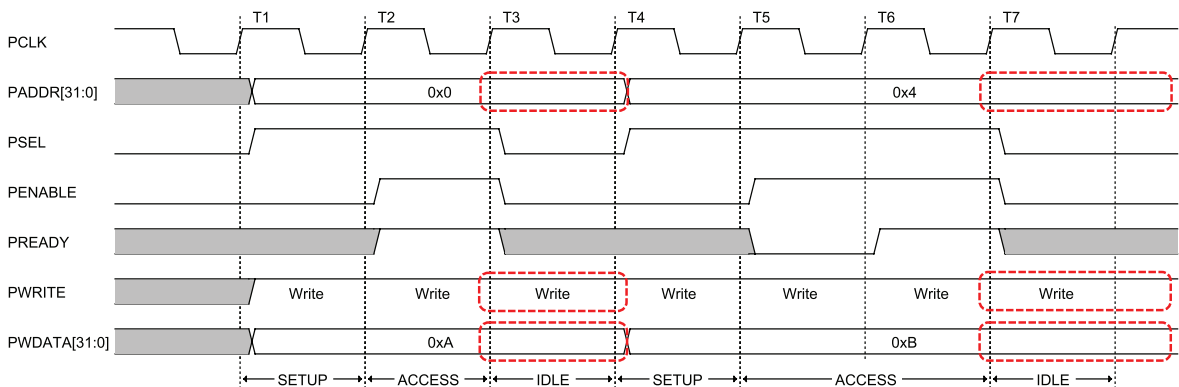 T1 T2 T3 T4 T5 T6 T7
PCLK
PADDR[31:0] 0x0 0x4
PSEL
PENABLE
PREADY
PWRITE Write Write Write Write Write Write Write
PWDATA[31:0] 0xA 0xB
SETUP ACCESS IDLE SETUP ACCESS IDLE